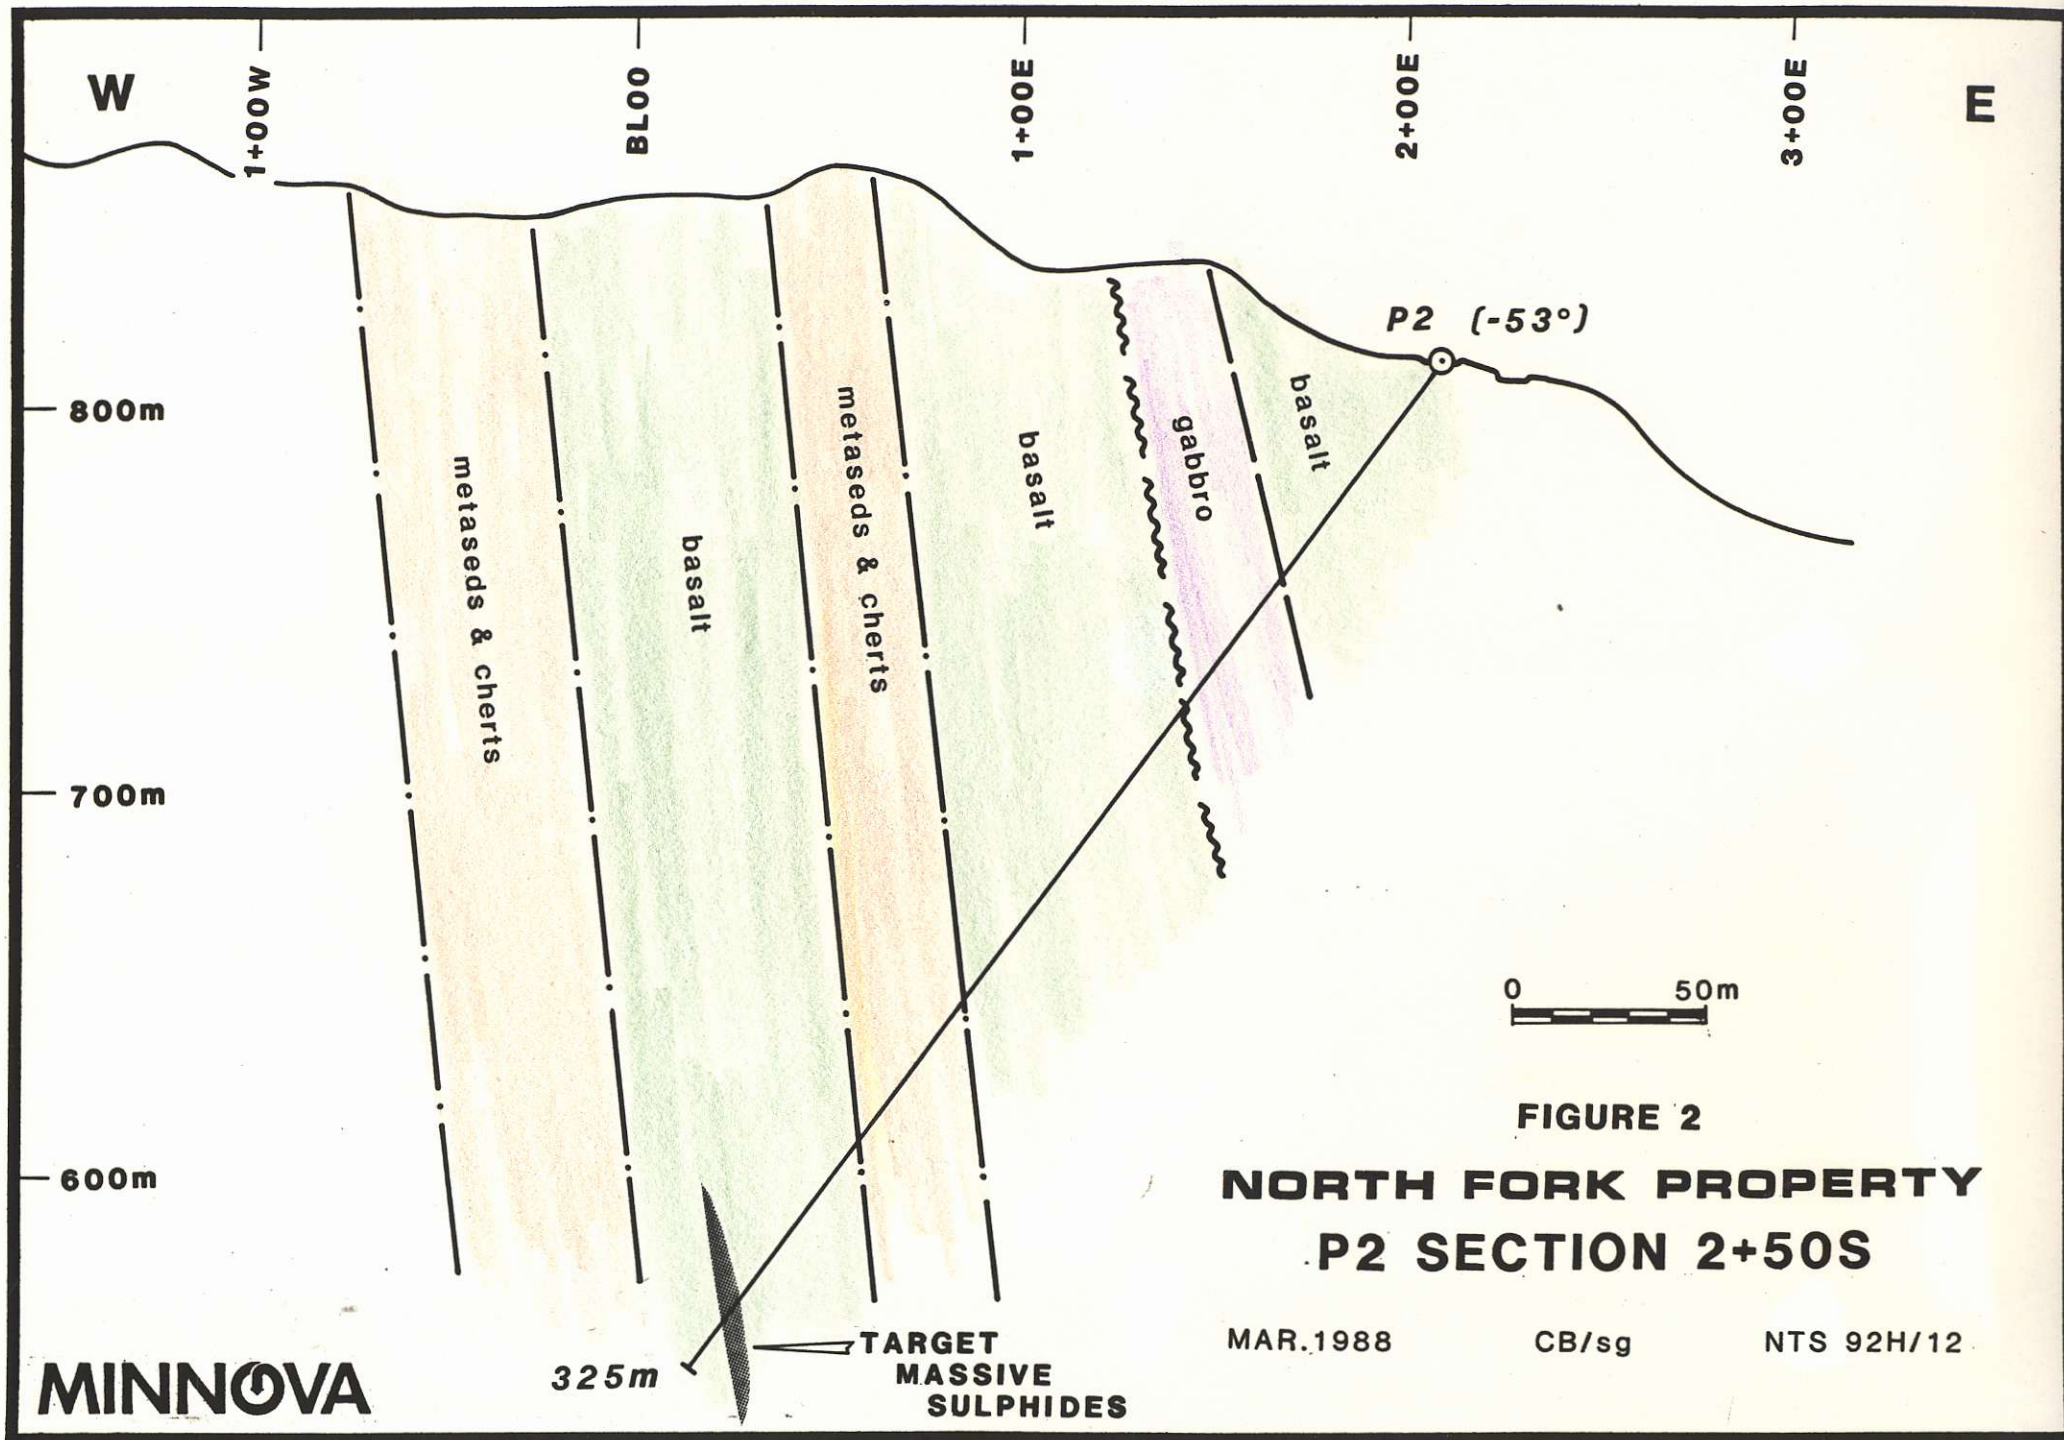 W
1+00W
BL00
1+00E
2+00E
3+00E
E
P2 (-53°)
800m
700m
600m
metaseds & cherts
basalt
metaseds & cherts
basalt
gabbro
basalt
0 50m
FIGURE 2
NORTH FORK PROPERTY
P2 SECTION 2+50S
MAR.1988 CB/sg NTS 92H/12
325m
TARGET
MASSIVE
SULPHIDES
MINNOVA